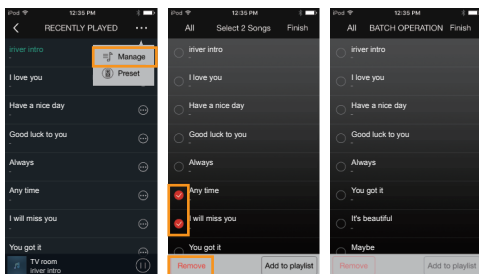 iPod 12:35 PM
RECENTLY PLAYED ...
iriver intro
-
Manage
Preset
I love you
-
Have a nice day
-
Good luck to you
-
Always
-
Any time
-
I will miss you
-
You got it
TV room
iriver intro
iPod 12:35 PM
All Select 2 Songs Finish
iriver intro
-
I love you
-
Have a nice day
-
Good luck to you
-
Always
-
Any time
-
I will miss you
-
You got it
Remove Add to playlist
iPod 12:35 PM
All BATCH OPERATION Finish
iriver intro
-
I love you
-
Have a nice day
-
Good luck to you
-
Always
-
You got it
-
It's beautiful
-
Maybe
Remove Add to playlist